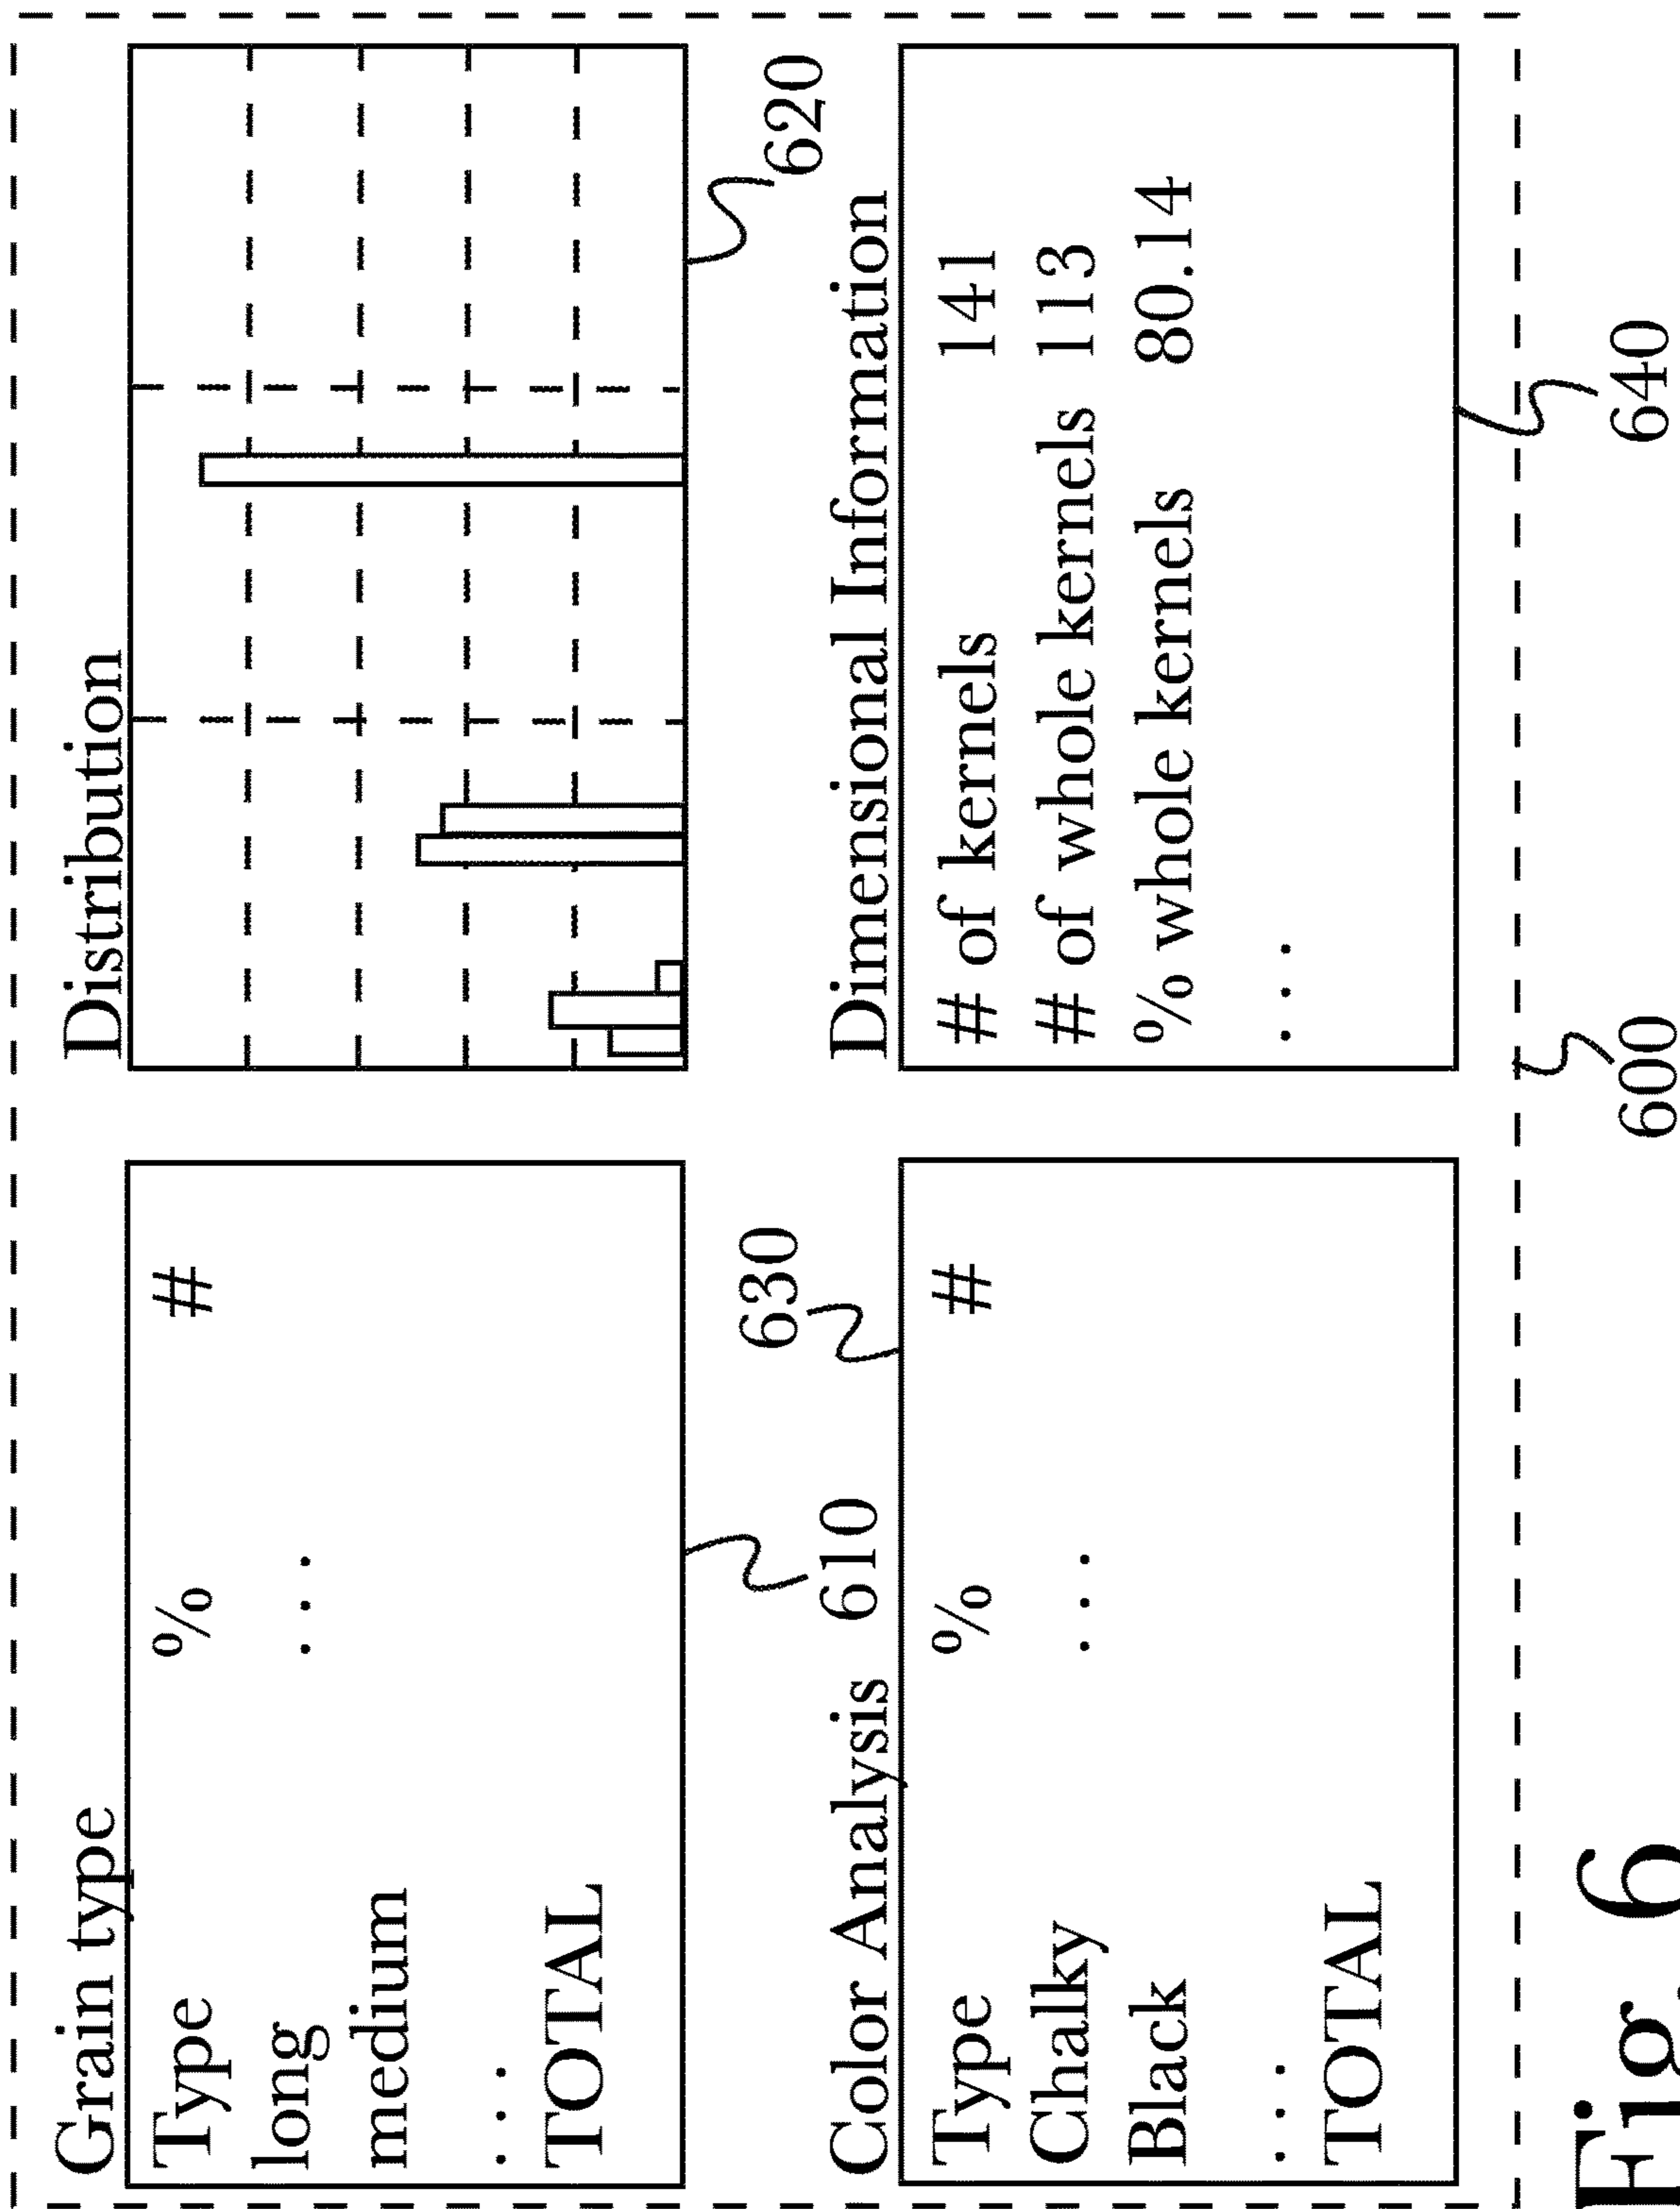 Grain type
Type % #
long . . .
medium
. . .
TOTAL
610
Distribution
620
Color Analysis
630
Type % #
Chalky . . .
Black
. . .
TOTAL
Dimensional Information
# of kernels 141
# of whole kernels 113
% whole kernels 80.14
. . .
640
600
Fig. 6